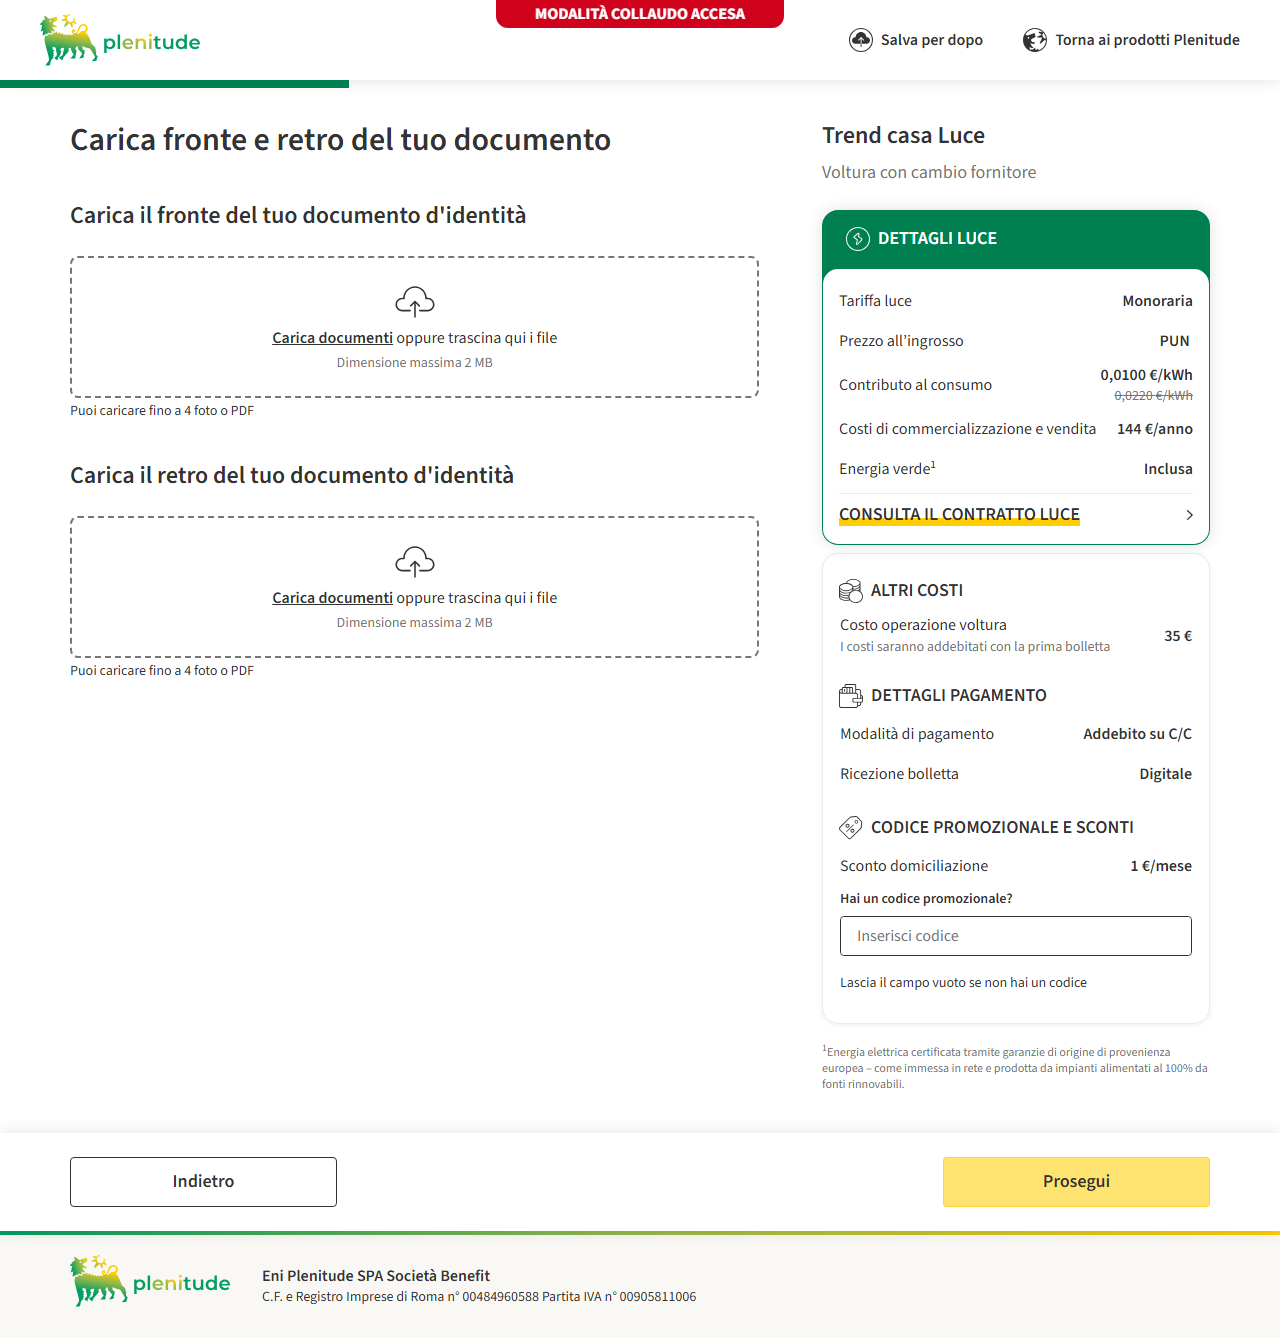 MODALITÀ COLLAUDO ACCESA
plenitude
Salva per dopo
Torna ai prodotti Plenitude
Carica fronte e retro del tuo documento
Carica il fronte del tuo documento d'identità
Carica documenti oppure trascina qui i file
Dimensione massima 2 MB
Puoi caricare fino a 4 foto o PDF
Carica il retro del tuo documento d'identità
Carica documenti oppure trascina qui i file
Dimensione massima 2 MB
Puoi caricare fino a 4 foto o PDF
Trend casa Luce
Voltura con cambio fornitore
DETTAGLI LUCE
Tariffa luce Monoraria
Prezzo all’ingrosso PUN
Contributo al consumo 0,0100 €/kWh
0,0220 €/kWh
Costi di commercializzazione e vendita 144 €/anno
Energia verde¹ Inclusa
CONSULTA IL CONTRATTO LUCE
ALTRI COSTI
Costo operazione voltura
I costi saranno addebitati con la prima bolletta
35 €
DETTAGLI PAGAMENTO
Modalità di pagamento Addebito su C/C
Ricezione bolletta Digitale
CODICE PROMOZIONALE E SCONTI
Sconto domiciliazione 1 €/mese
Hai un codice promozionale?
Inserisci codice
Lascia il campo vuoto se non hai un codice
¹Energia elettrica certificata tramite garanzie di origine di provenienza
europea – come immessa in rete e prodotta da impianti alimentati al 100% da
fonti rinnovabili.
Indietro
Prosegui
plenitude
Eni Plenitude SPA Società Benefit
C.F. e Registro Imprese di Roma n° 00484960588 Partita IVA n° 00905811006